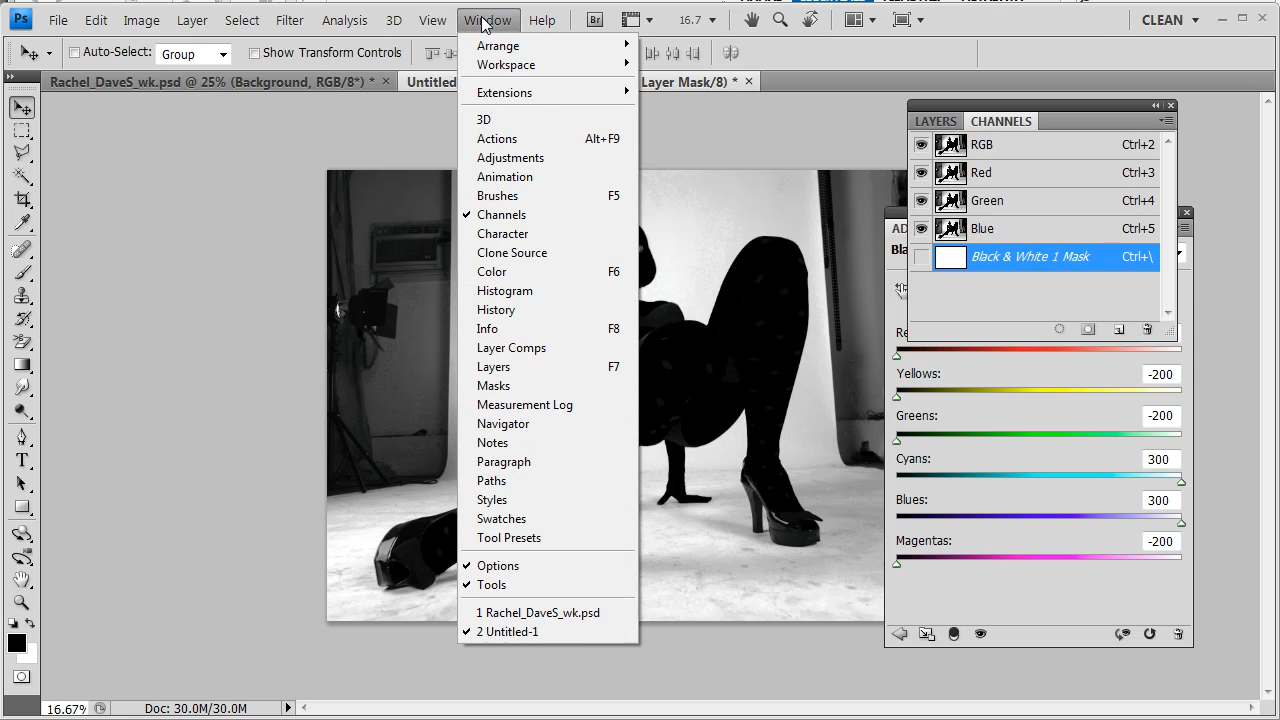 Ps File Edit Image Layer Select Filter Analysis 3D View Window Help Br 16.7 CLEAN
Auto-Select: Group Show Transform Controls
Rachel_DaveS_wk.psd @ 25% (Background, RGB/8*) * × Untitled Layer Mask/8) * ×
Arrange
Workspace
Extensions
3D
Actions Alt+F9
Adjustments
Animation
Brushes F5
Channels
Character
Clone Source
Color F6
Histogram
History
Info F8
Layer Comps
Layers F7
Masks
Measurement Log
Navigator
Notes
Paragraph
Paths
Styles
Swatches
Tool Presets
Options
Tools
1 Rachel_DaveS_wk.psd
2 Untitled-1
LAYERS CHANNELS
RGB Ctrl+2
Red Ctrl+3
Green Ctrl+4
Blue Ctrl+5
Black & White 1 Mask Ctrl+\
AD
Bla
Re
Yellows: -200
Greens: -200
Cyans: 300
Blues: 300
Magentas: -200
T
16.67% Doc: 30.0M/30.0M